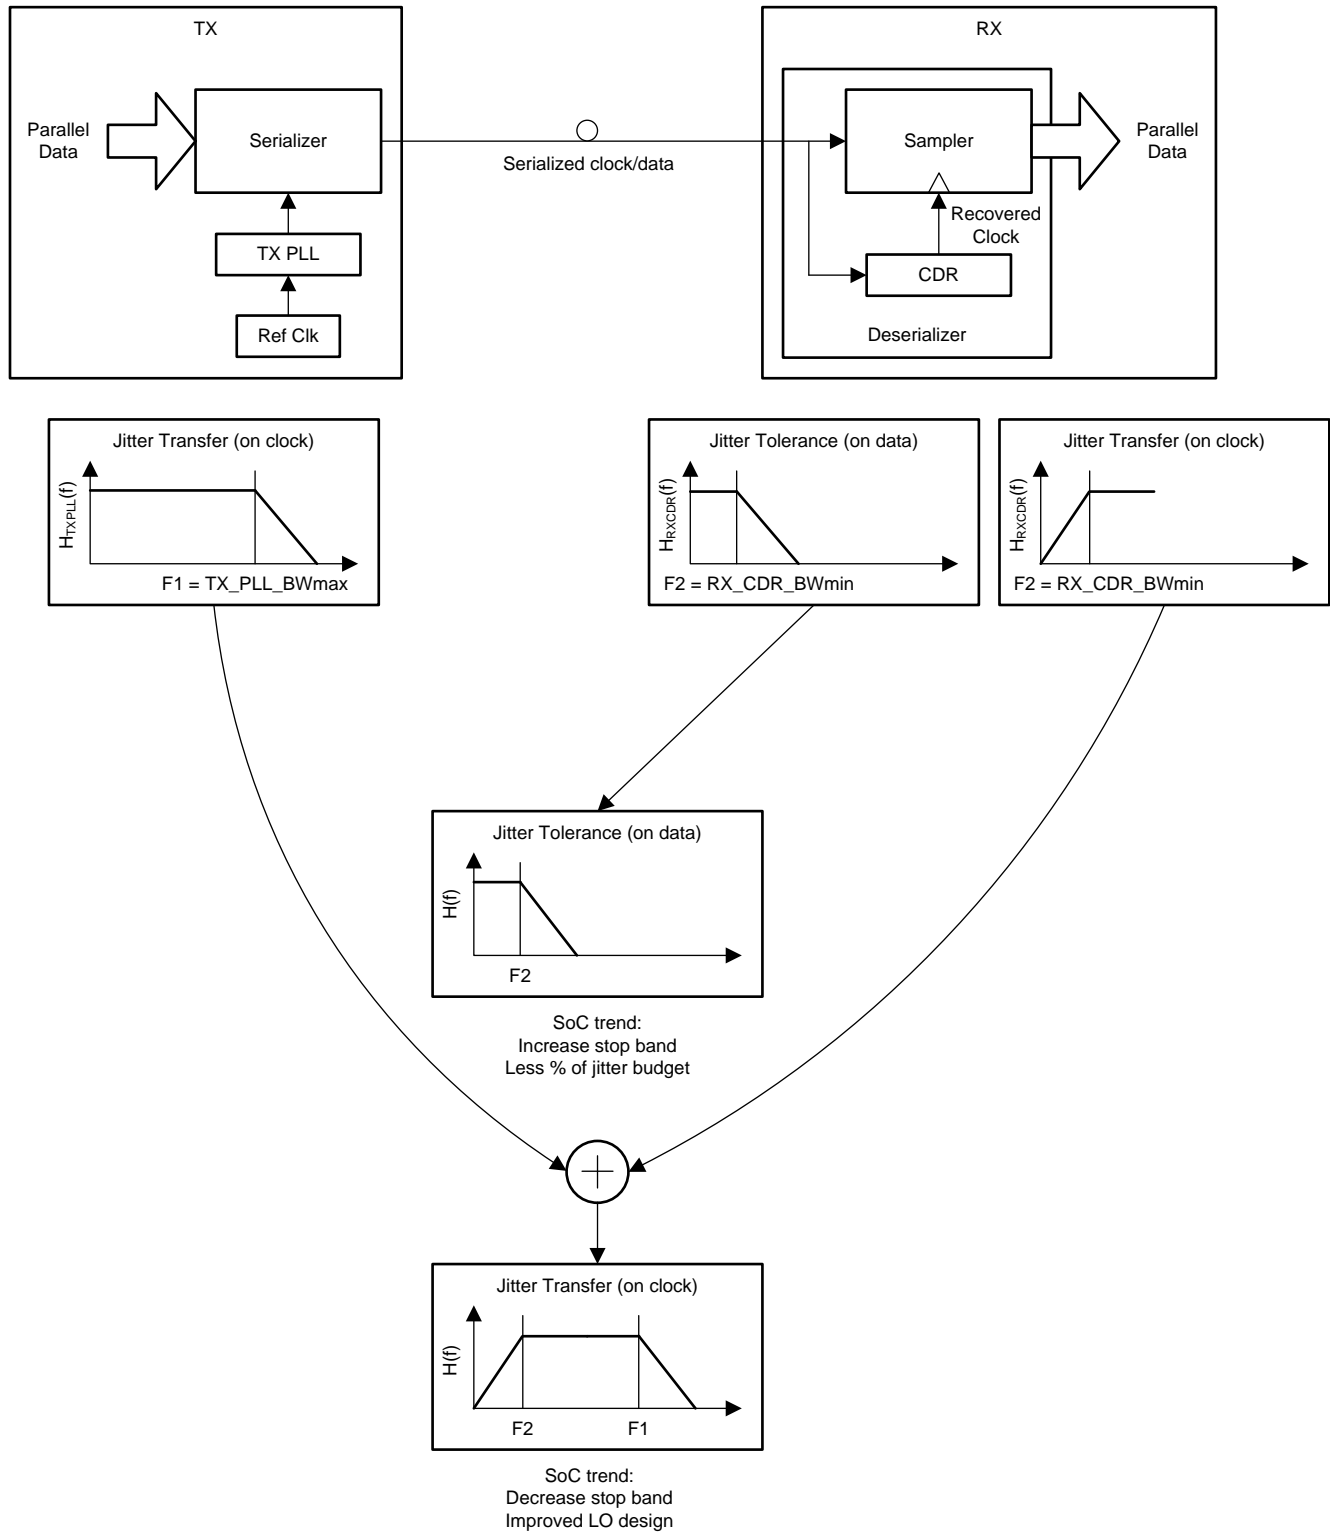 TX
Parallel
Data
Serializer
TX PLL
Ref Clk
Serialized clock/data
RX
Sampler
Recovered
Clock
CDR
Deserializer
Parallel
Data
Jitter Transfer (on clock)
HTXPLL(f)
F1 = TX_PLL_BWmax
Jitter Tolerance (on data)
HRXCDR(f)
F2 = RX_CDR_BWmin
Jitter Transfer (on clock)
HRXCDR(f)
F2 = RX_CDR_BWmin
Jitter Tolerance (on data)
H(f)
F2
SoC trend:
Increase stop band
Less % of jitter budget
Jitter Transfer (on clock)
H(f)
F2
F1
SoC trend:
Decrease stop band
Improved LO design